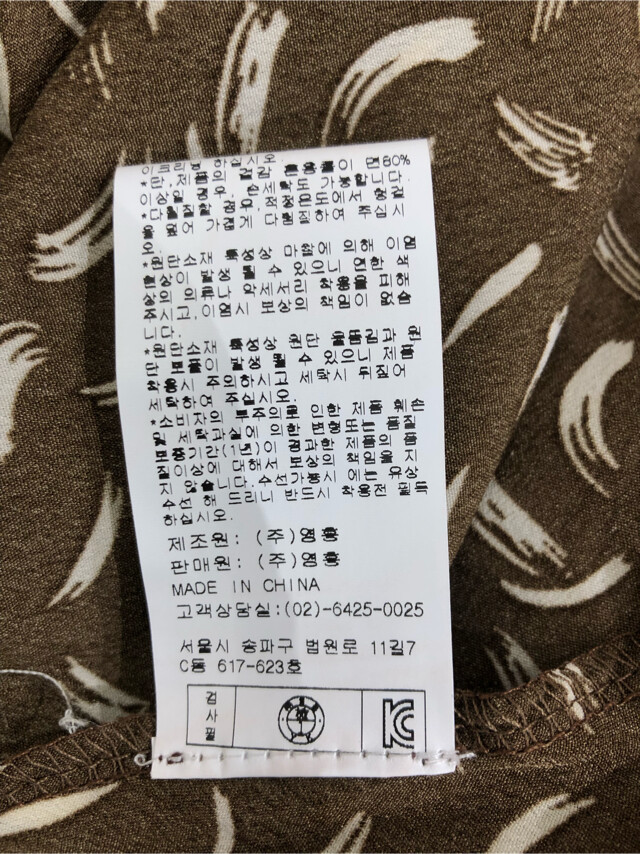 이크리닝 하십시오.
*단,제품의 겉감 혼용률이 면80%
이상일 경우, 손세탁도 가능합니다.
*다림질할 경우,적정온도에서 헝겊
을 덮어 가볍게 다림질하여 주십시
오.
*원단소재 특성상 마찰에 의해 이염
현상이 발생 될 수 있으니 연한 색
상의 의류나 악세서리 착용을 피해
주시고,이염시 보상의 책임이 없습
니다.
*원단소재 특성상 원단 올뜯김과 원
단 보풀이 발생 될 수 있으니 제품
착용시 주의하시고 세탁시 뒤집어
세탁하여 주십시오.
*소비자의 부주의로 인한 제품 훼손
및 세탁과실에 의한 변형또는 품질
보증기간(1년)이 경과한 제품의 품
질이상에 대해서 보상의 책임을 지
지 않습니다.수선가능시 에는 유상
수선 해 드리니 반드시 착용전 필독
하십시오.
제조원: (주)영흥
판매원: (주)영흥
MADE IN CHINA
고객상담실:(02)-6425-0025
서울시 송파구 법원로 11길7
C동 617-623호
검사필
KC